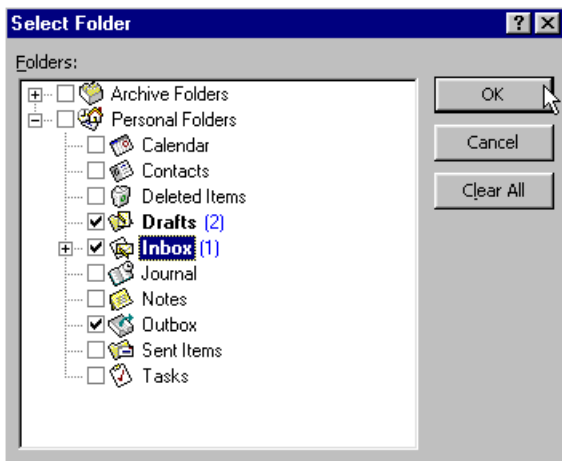 Select Folder
Folders:
Archive Folders
Personal Folders
Calendar
Contacts
Deleted Items
Drafts (2)
Inbox (1)
Journal
Notes
Outbox
Sent Items
Tasks
OK
Cancel
Clear All